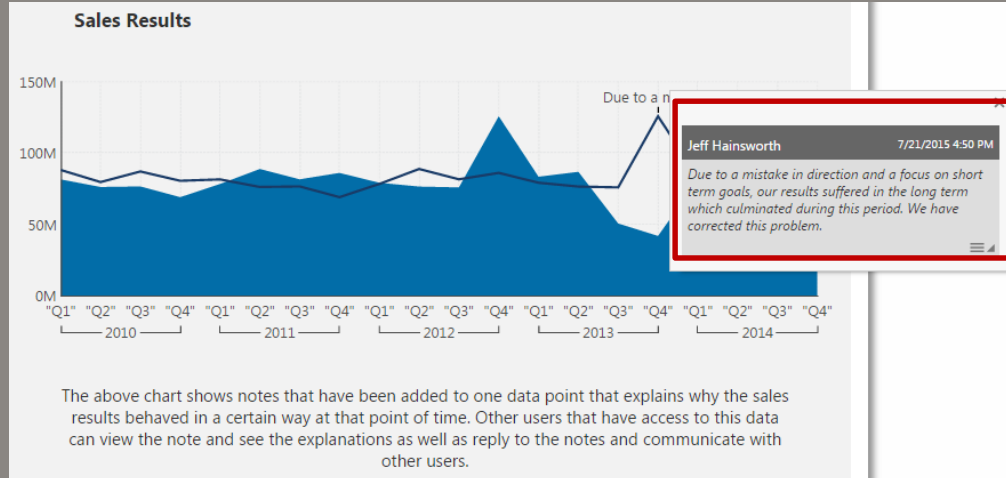 Sales Results
150M
Due to a m
×
Jeff Hainsworth 7/21/2015 4:50 PM
100M
Due to a mistake in direction and a focus on short
term goals, our results suffered in the long term
which culminated during this period. We have
corrected this problem.
50M
0M
"Q1" "Q2" "Q3" "Q4" "Q1" "Q2" "Q3" "Q4" "Q1" "Q2" "Q3" "Q4" "Q1" "Q2" "Q3" "Q4" "Q1" "Q2" "Q3" "Q4"
2010 2011 2012 2013 2014
The above chart shows notes that have been added to one data point that explains why the sales
results behaved in a certain way at that point of time. Other users that have access to this data
can view the note and see the explanations as well as reply to the notes and communicate with
other users.